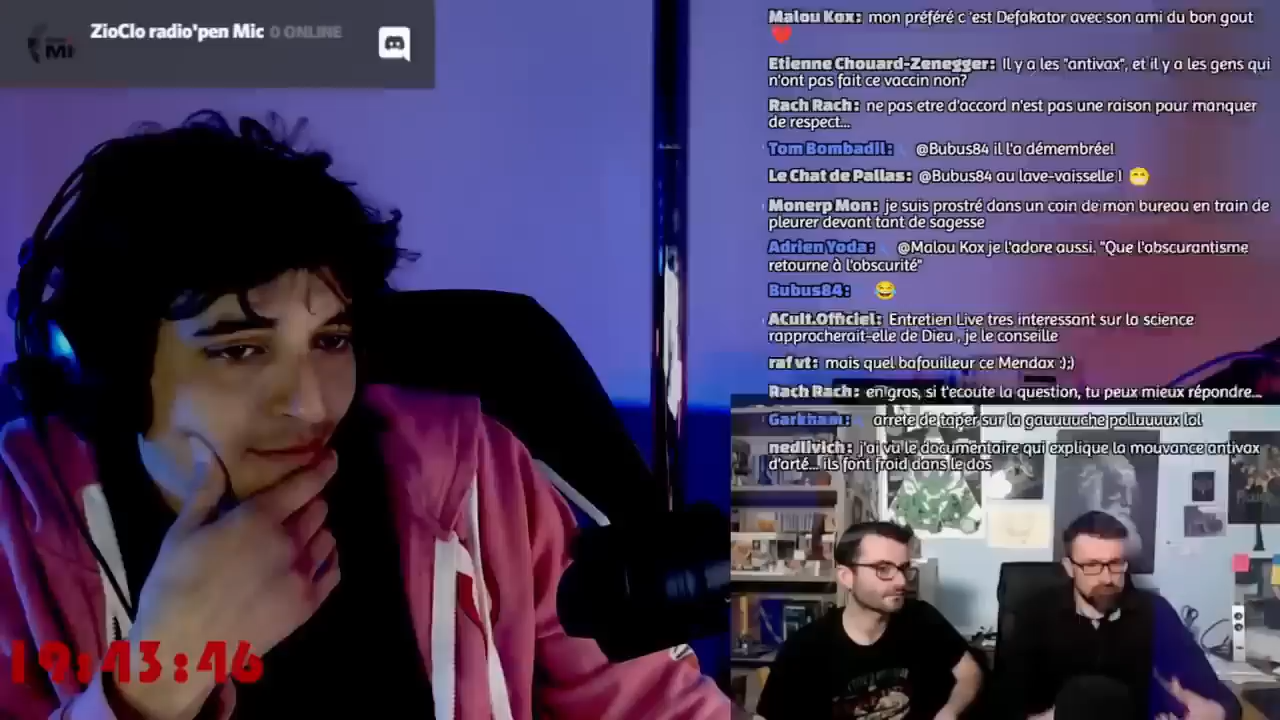 ZioClo radio'pen Mic 0 ONLINE
MI
Malou Kox: mon préféré c'est Defakator avec son ami du bon gout
❤️
Etienne Chouard-Zenegger: Il y a les "antivax", et il y a les gens qui
n'ont pas fait ce vaccin non?
Rach Rach: ne pas etre d'accord n'est pas une raison pour manquer
de respect...
Tom Bombadil: @Bubus84 il l'a démembrée!
Le Chat de Pallas: @Bubus84 au lave-vaisselle ! 😁
Monerp Mon: je suis prostré dans un coin de mon bureau en train de
pleurer devant tant de sagesse
Adrien Yoda: @Malou Kox je l'adore aussi. "Que l'obscurantisme
retourne à l'obscurité"
Bubus84: 😂
ACult.Officiel: Entretien Live tres interessant sur la science
rapprocherait-elle de Dieu , je le conseille
raf vt: mais quel bafouilleur ce Mendax :);)
Rach Rach: en gros, si t'ecoute la question, tu peux mieux répondre...
Garkham: arrete de taper sur la gauuuuche polluuuux lol
nedlivich: j'ai vu le documentaire qui explique la mouvance antivax
d'arté... ils font froid dans le dos
19:43:46